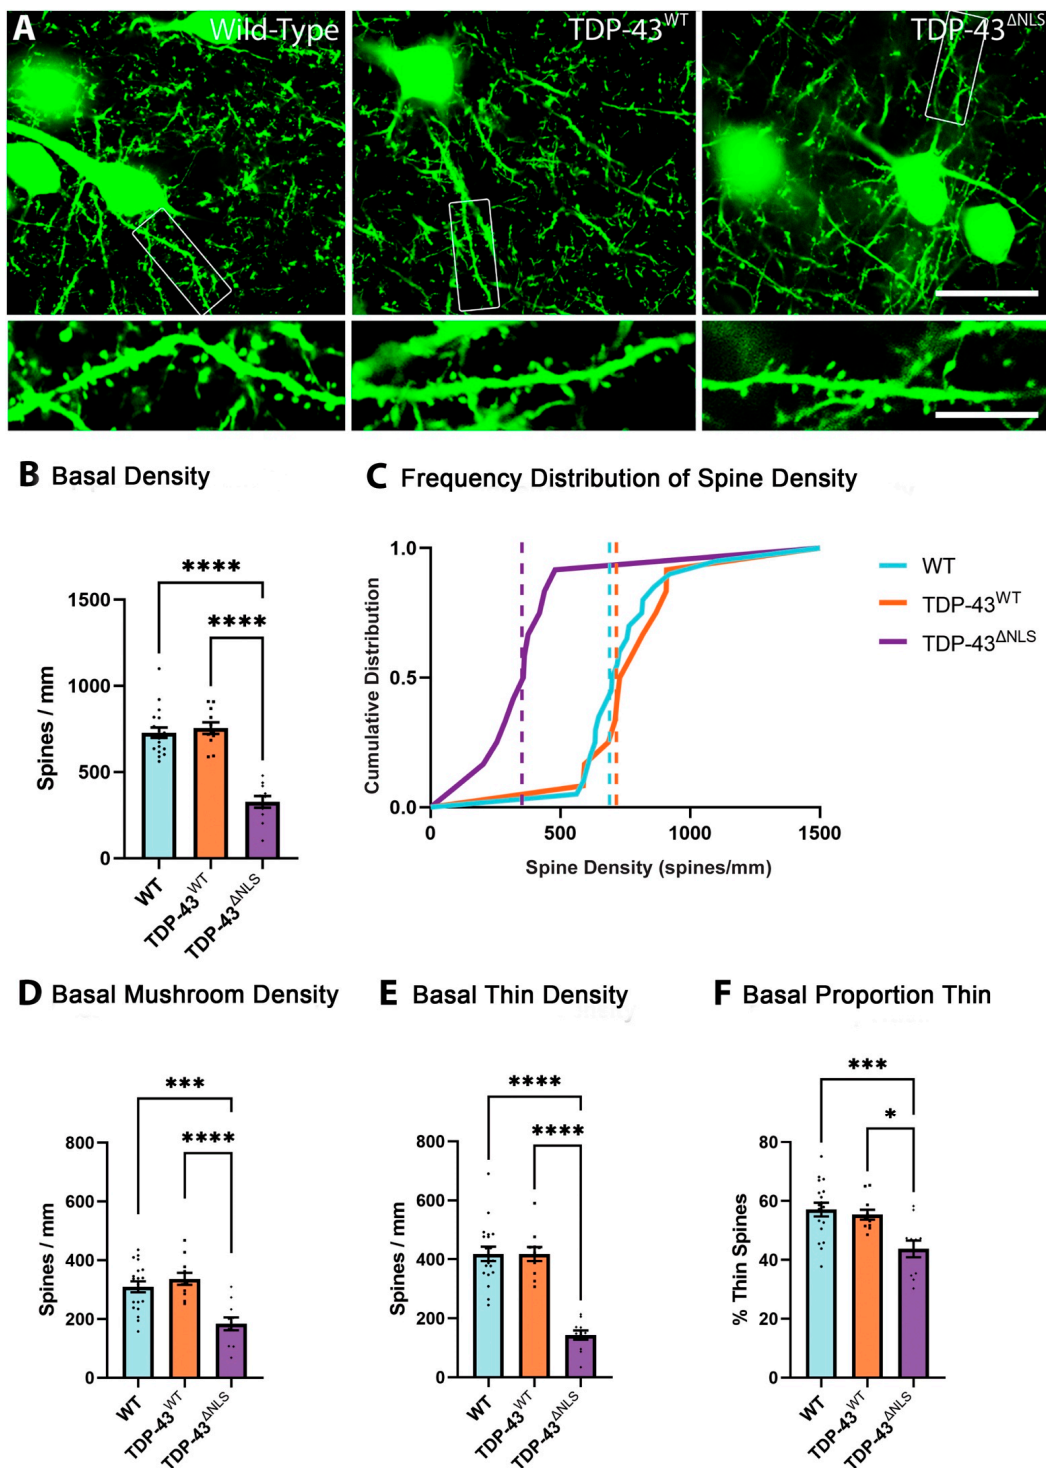 A Wild-Type TDP-43WT TDP-43ΔNLS
B Basal Density
1500
1000
500
0
Spines / mm
****
****
WT
TDP-43WT
TDP-43ΔNLS
C Frequency Distribution of Spine Density
1.0
0.5
0.0
Cumulative Distribution
0 500 1000 1500
Spine Density (spines/mm)
WT
TDP-43WT
TDP-43ΔNLS
D Basal Mushroom Density
***
****
800
600
400
200
0
Spines / mm
WT
TDP-43WT
TDP-43ΔNLS
E Basal Thin Density
****
****
800
600
400
200
0
Spines / mm
WT
TDP-43WT
TDP-43ΔNLS
F Basal Proportion Thin
***
*
80
60
40
20
0
% Thin Spines
WT
TDP-43WT
TDP-43ΔNLS